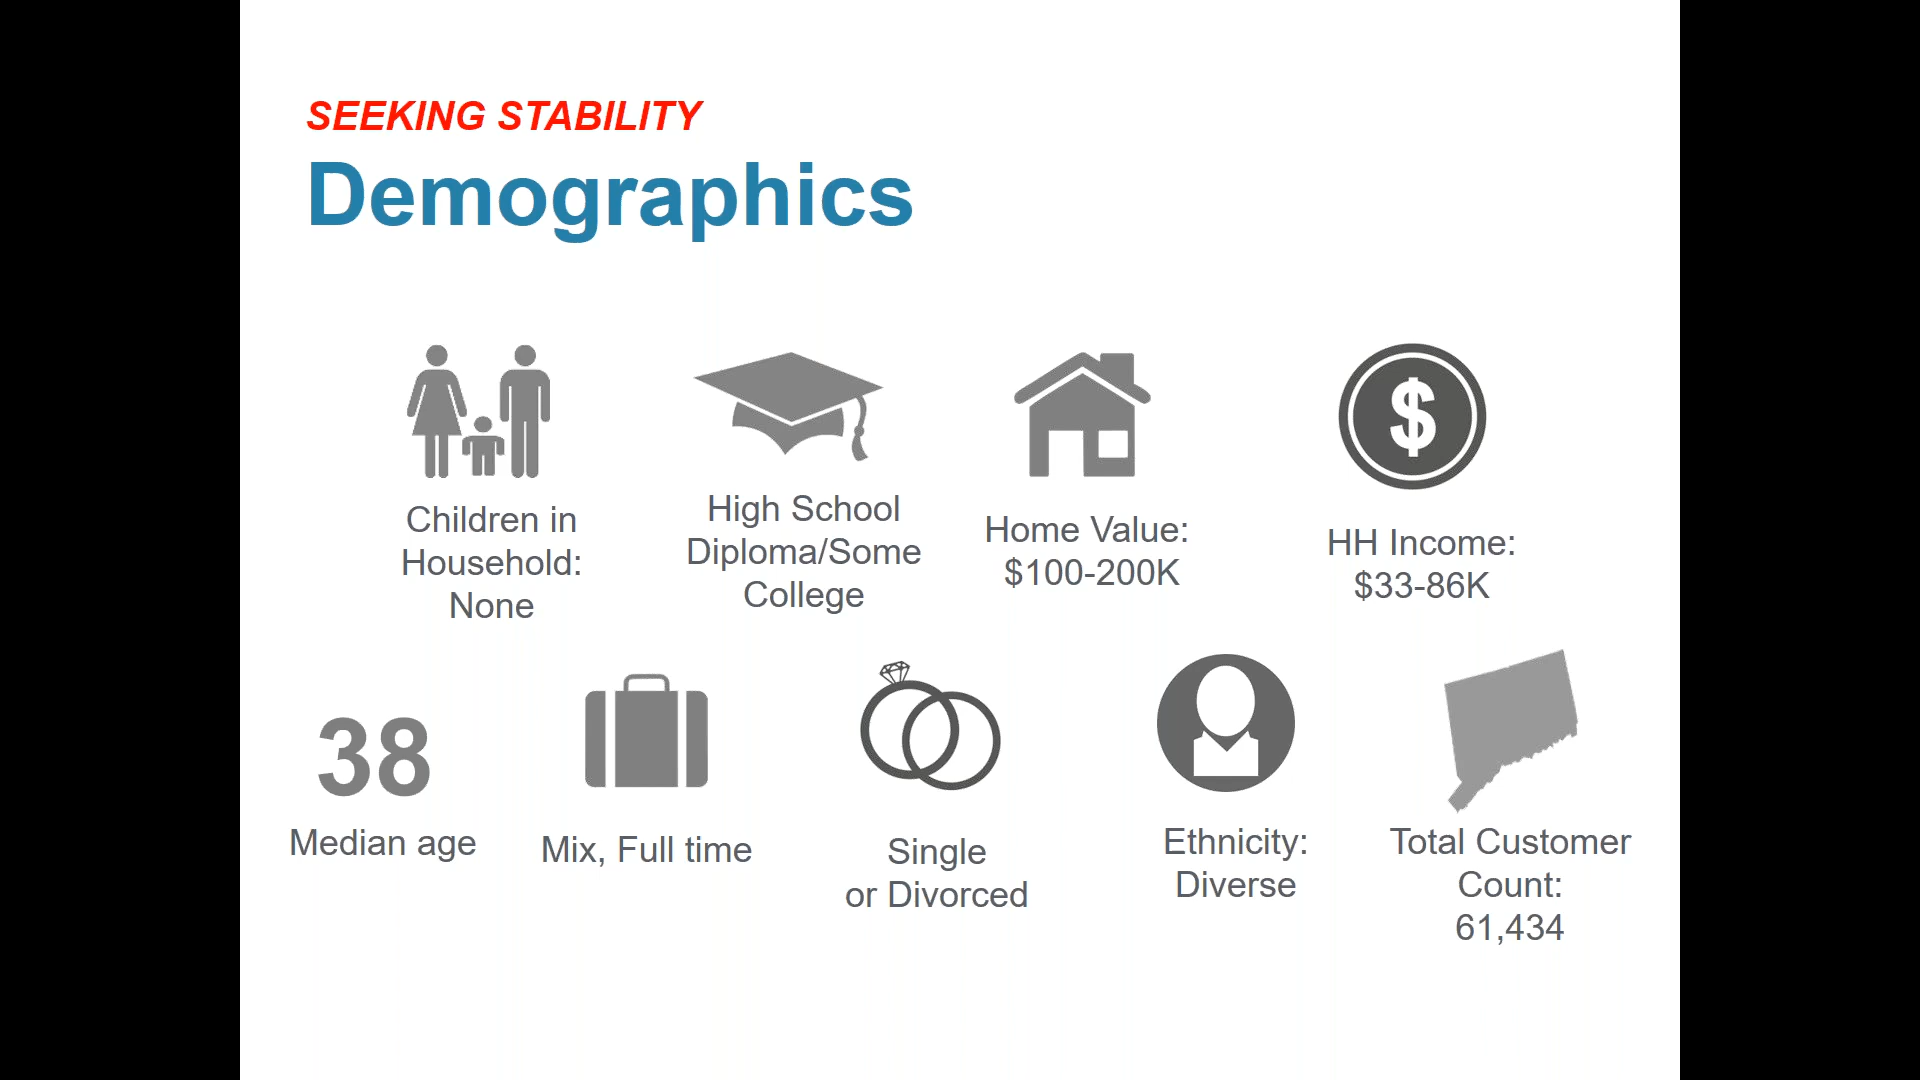 SEEKING STABILITY
Demographics
Children in
Household:
None
High School
Diploma/Some
College
Home Value:
$100-200K
$
HH Income:
$33-86K
38
Median age
Mix, Full time
Single
or Divorced
Ethnicity:
Diverse
Total Customer
Count:
61,434